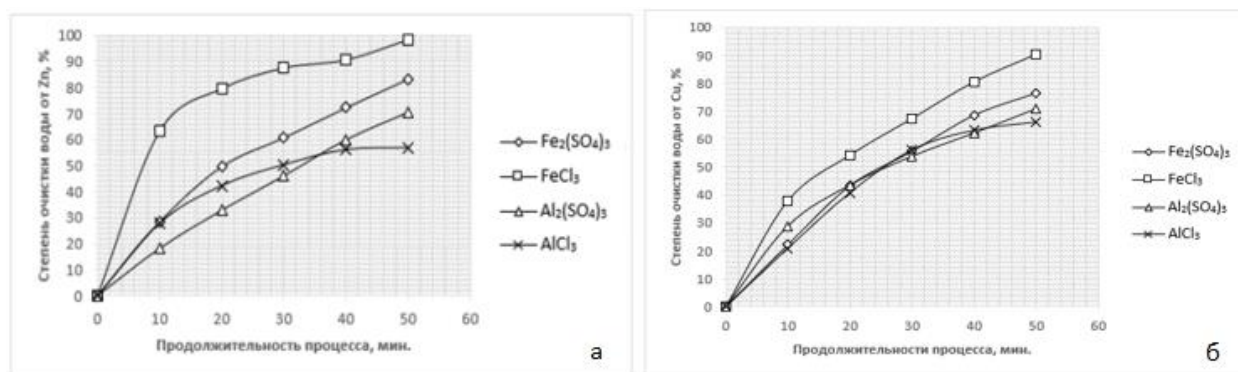 Степень очистки воды от Zn, %
100
90
80
70
60
50
40
30
20
10
0
0 10 20 30 40 50 60
Продолжительность процесса, мин.
Fe₂(SO₄)₃
FeCl₃
Al₂(SO₄)₃
AlCl₃
а
Степень очистки воды от Cu, %
100
90
80
70
60
50
40
30
20
10
0
0 10 20 30 40 50 60
Продолжительности процесса, мин.
Fe₂(SO₄)₃
FeCl₃
Al₂(SO₄)₃
AlCl₃
б